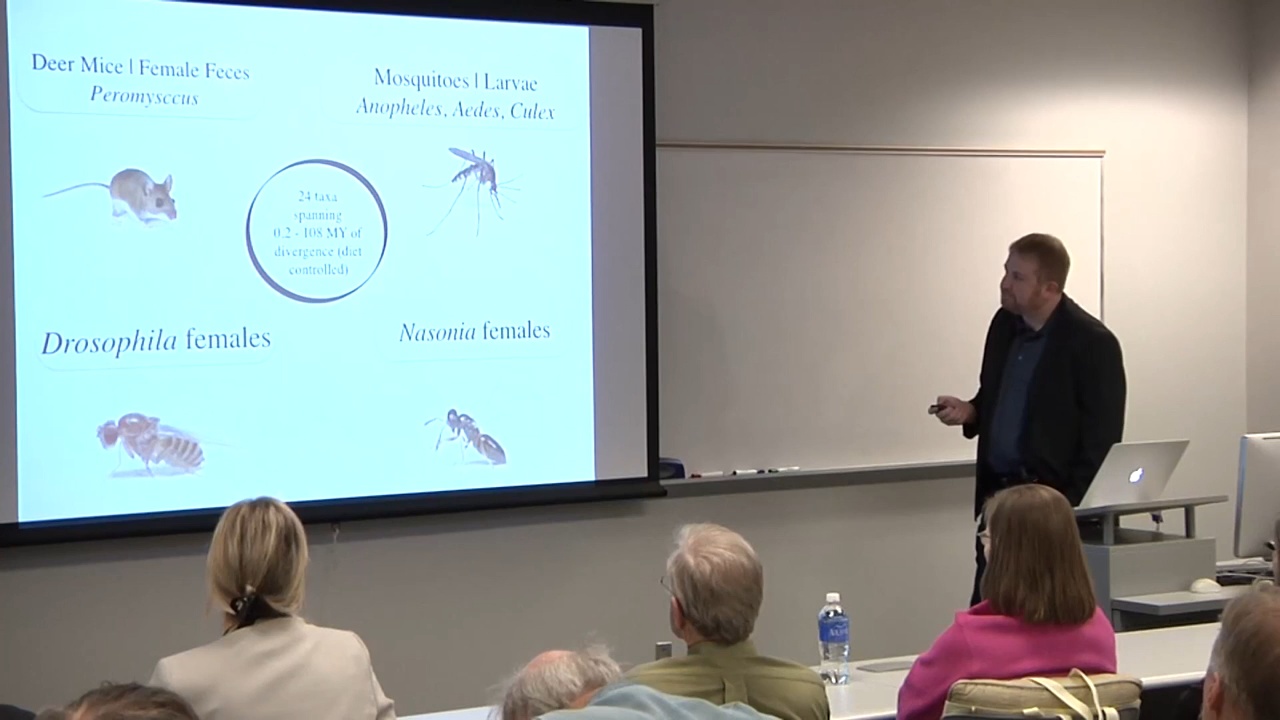 Deer Mice | Female Feces
Peromysccus
Mosquitoes | Larvae
Anopheles, Aedes, Culex
24 taxa
spanning
0.2 - 108 MY of
divergence (diet
controlled)
Drosophila females
Nasonia females